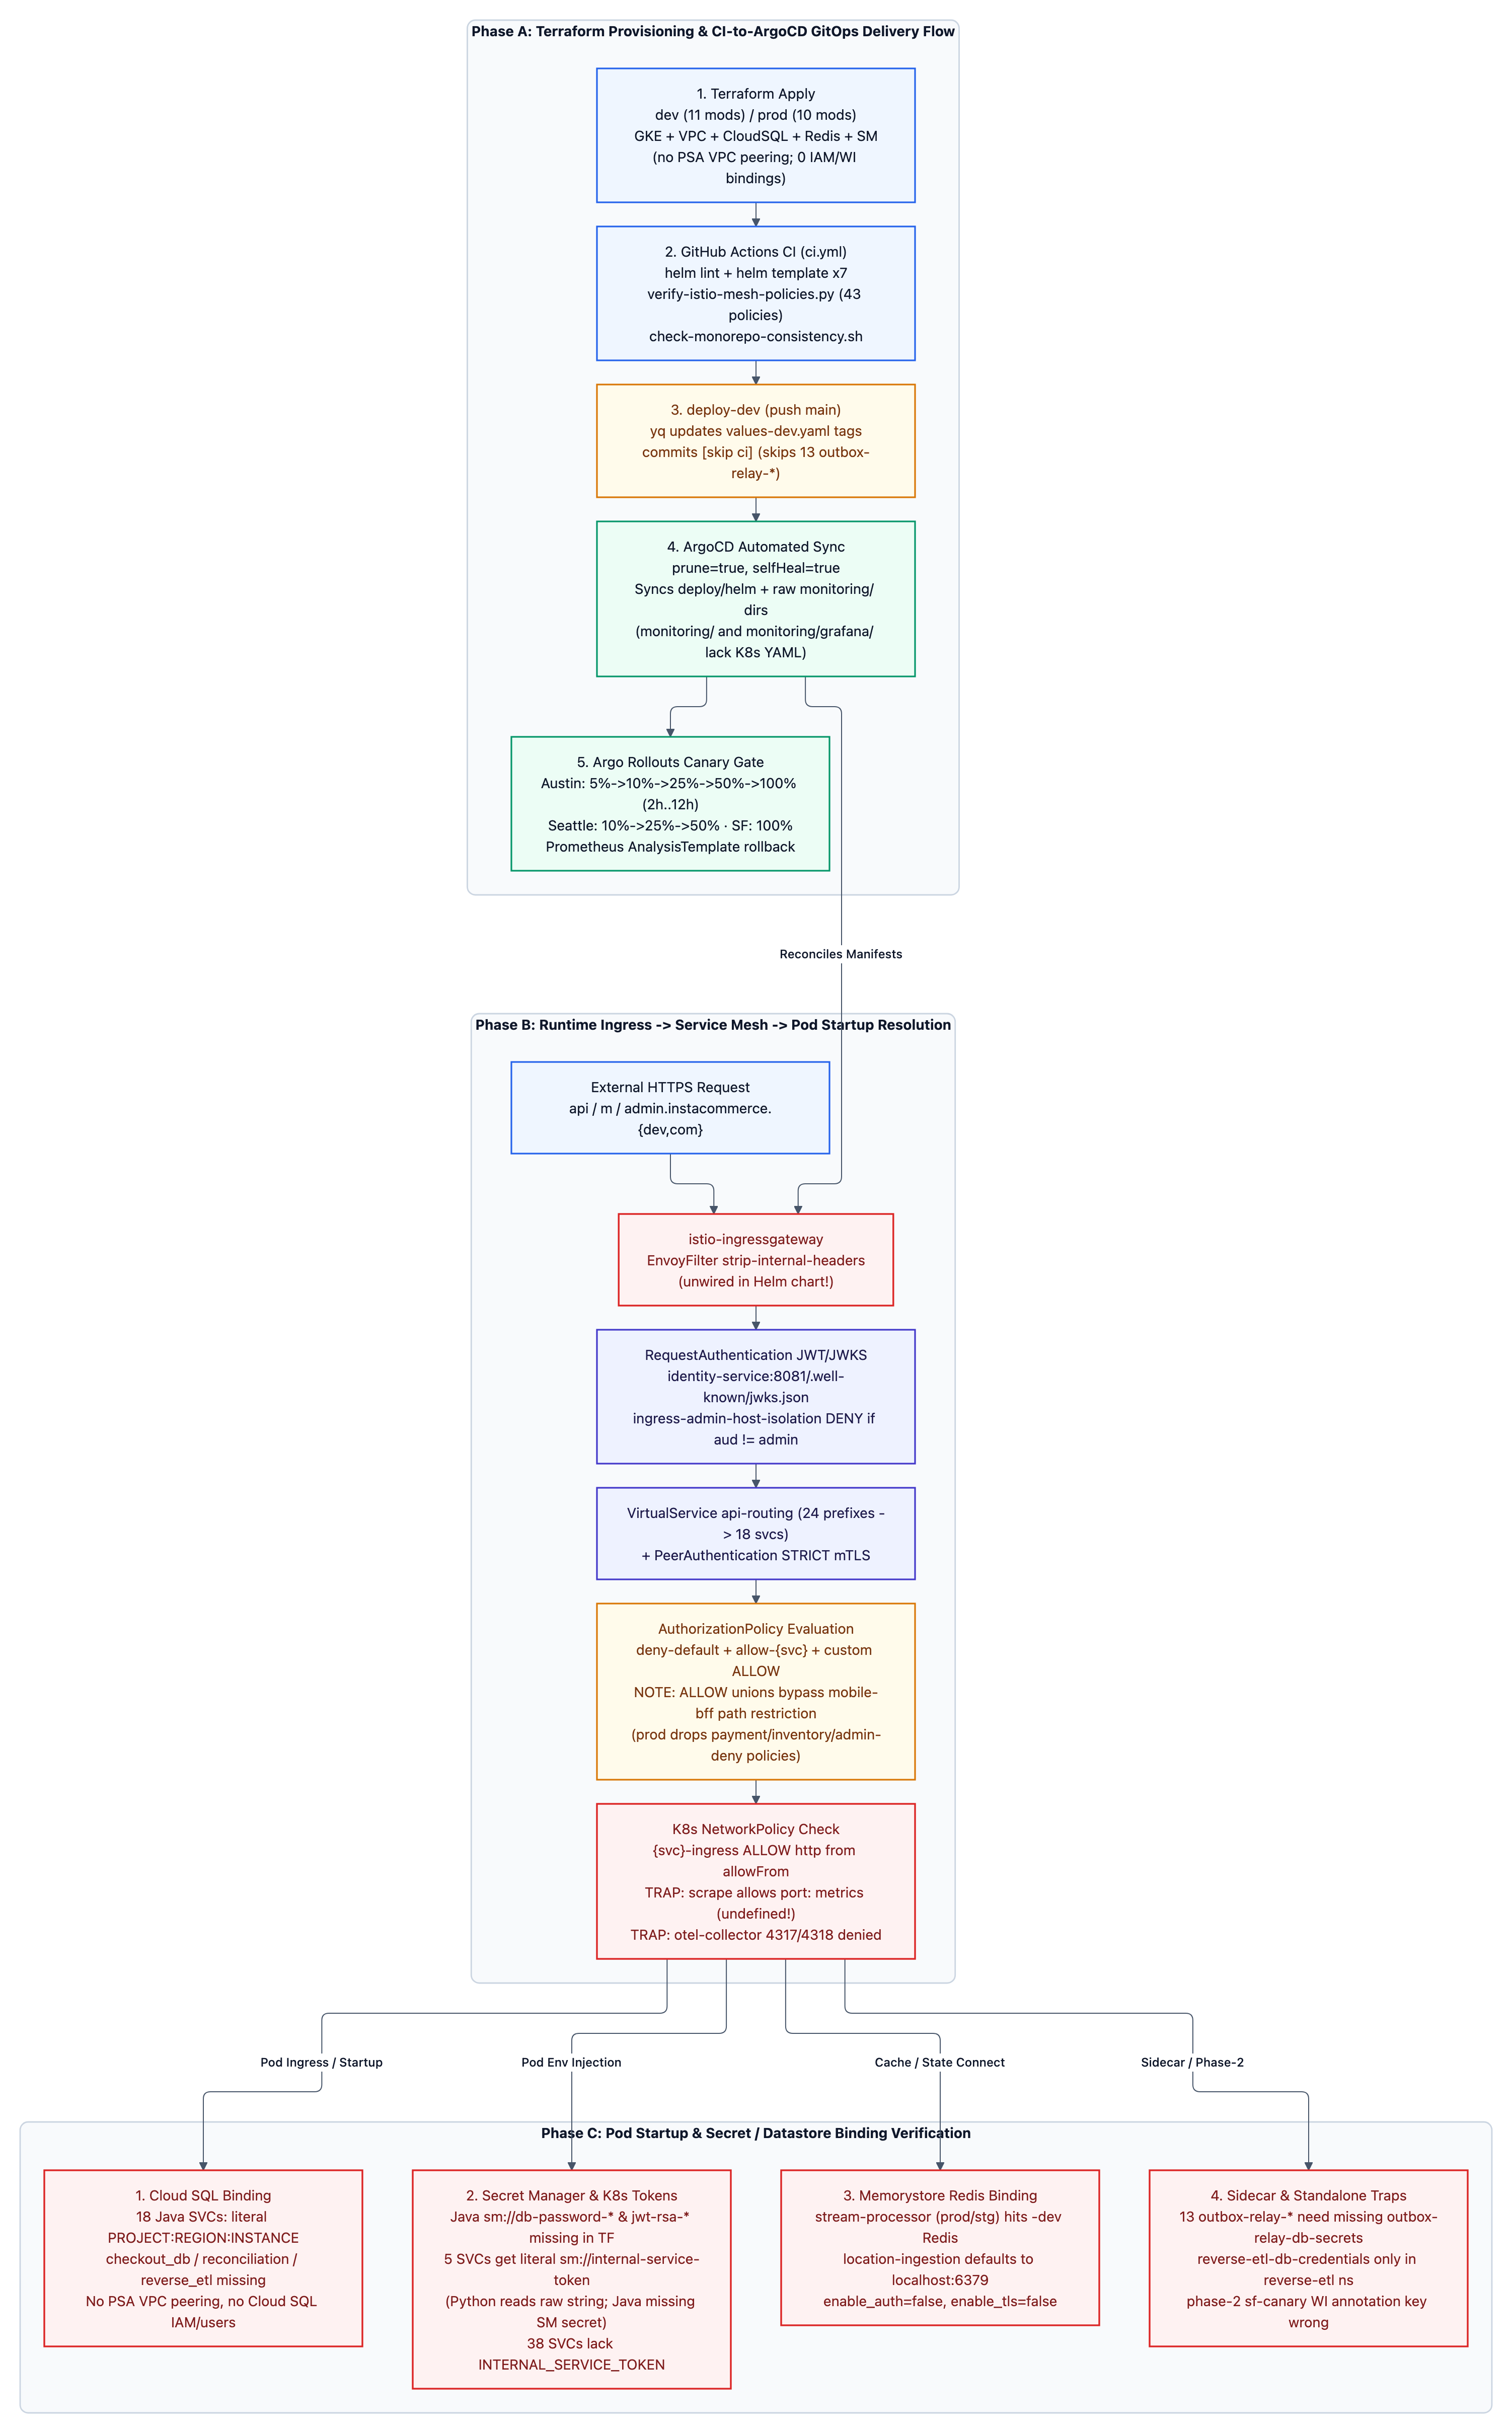 Phase A: Terraform Provisioning & CI-to-ArgoCD GitOps Delivery Flow
1. Terraform Apply
dev (11 mods) / prod (10 mods)
GKE + VPC + CloudSQL + Redis + SM
(no PSA VPC peering; 0 IAM/WI
bindings)
2. GitHub Actions CI (ci.yml)
helm lint + helm template x7
verify-istio-mesh-policies.py (43
policies)
check-monorepo-consistency.sh
3. deploy-dev (push main)
yq updates values-dev.yaml tags
commits [skip ci] (skips 13 outbox-
relay-*)
4. ArgoCD Automated Sync
prune=true, selfHeal=true
Syncs deploy/helm + raw monitoring/
dirs
(monitoring/ and monitoring/grafana/
lack K8s YAML)
5. Argo Rollouts Canary Gate
Austin: 5%->10%->25%->50%->100%
(2h..12h)
Seattle: 10%->25%->50% · SF: 100%
Prometheus AnalysisTemplate rollback
Reconciles Manifests
Phase B: Runtime Ingress -> Service Mesh -> Pod Startup Resolution
External HTTPS Request
api / m / admin.instacommerce.
{dev,com}
istio-ingressgateway
EnvoyFilter strip-internal-headers
(unwired in Helm chart!)
RequestAuthentication JWT/JWKS
identity-service:8081/.well-
known/jwks.json
ingress-admin-host-isolation DENY if
aud != admin
VirtualService api-routing (24 prefixes -
> 18 svcs)
+ PeerAuthentication STRICT mTLS
AuthorizationPolicy Evaluation
deny-default + allow-{svc} + custom
ALLOW
NOTE: ALLOW unions bypass mobile-
bff path restriction
(prod drops payment/inventory/admin-
deny policies)
K8s NetworkPolicy Check
{svc}-ingress ALLOW http from
allowFrom
TRAP: scrape allows port: metrics
(undefined!)
TRAP: otel-collector 4317/4318 denied
Pod Ingress / Startup
Pod Env Injection
Cache / State Connect
Sidecar / Phase-2
Phase C: Pod Startup & Secret / Datastore Binding Verification
1. Cloud SQL Binding
18 Java SVCs: literal
PROJECT:REGION:INSTANCE
checkout_db / reconciliation /
reverse_etl missing
No PSA VPC peering, no Cloud SQL
IAM/users
2. Secret Manager & K8s Tokens
Java sm://db-password-* & jwt-rsa-*
missing in TF
5 SVCs get literal sm://internal-service-
token
(Python reads raw string; Java missing
SM secret)
38 SVCs lack
INTERNAL_SERVICE_TOKEN
3. Memorystore Redis Binding
stream-processor (prod/stg) hits -dev
Redis
location-ingestion defaults to
localhost:6379
enable_auth=false, enable_tls=false
4. Sidecar & Standalone Traps
13 outbox-relay-* need missing outbox-
relay-db-secrets
reverse-etl-db-credentials only in
reverse-etl ns
phase-2 sf-canary WI annotation key
wrong